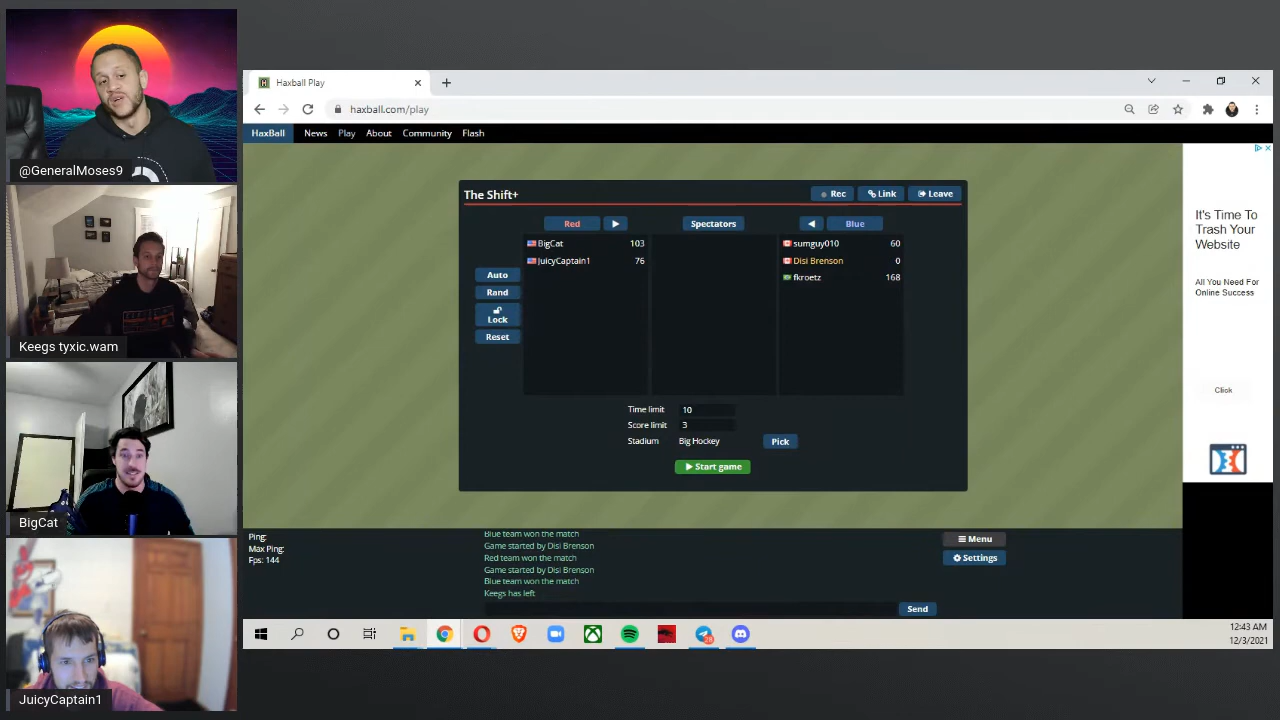 @GeneralMoses9
Keegs tyxic.wam
BigCat
JuicyCaptain1
Haxball Play
haxball.com/play
HaxBall News Play About Community Flash
The Shift+
Rec Link Leave
Red Spectators Blue
BigCat 103
JuicyCaptain1 76
sumguy010 60
Disi Brenson 0
fkroetz 168
Auto
Rand
Lock
Reset
Time limit 10
Score limit 3
Stadium Big Hockey Pick
Start game
Ping:
Max Ping:
Fps: 144
Blue team won the match
Game started by Disi Brenson
Red team won the match
Game started by Disi Brenson
Blue team won the match
Keegs has left
Send
Menu
Settings
It's Time To
Trash Your
Website
All You Need For
Online Success
Click
12:43 AM
12/3/2021